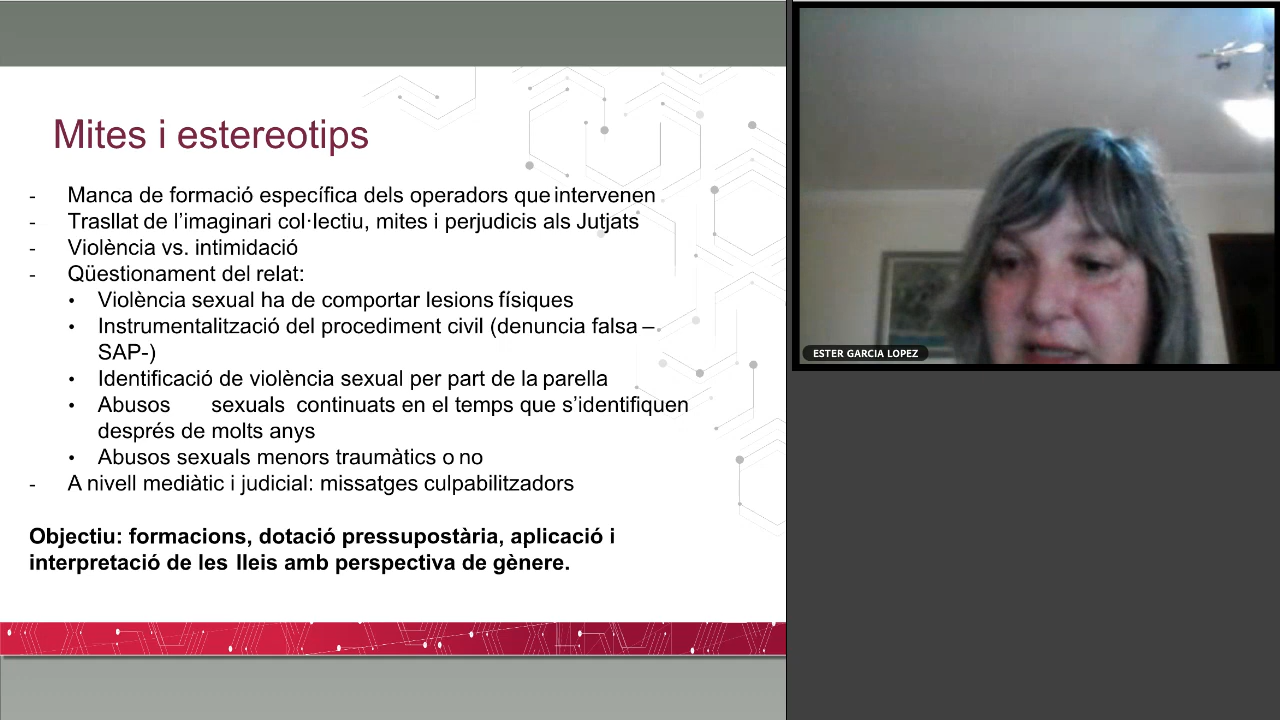 Mites i estereotips
- Manca de formació específica dels operadors que intervenen
- Trasllat de l’imaginari col·lectiu, mites i perjudicis als Jutjats
- Violència vs. intimidació
- Qüestionament del relat:
• Violència sexual ha de comportar lesions físiques
• Instrumentalització del procediment civil (denuncia falsa –
SAP-)
• Identificació de violència sexual per part de la parella
• Abusos sexuals continuats en el temps que s’identifiquen
després de molts anys
• Abusos sexuals menors traumàtics o no
- A nivell mediàtic i judicial: missatges culpabilitzadors
Objectiu: formacions, dotació pressupostària, aplicació i
interpretació de les lleis amb perspectiva de gènere.
ESTER GARCIA LOPEZ